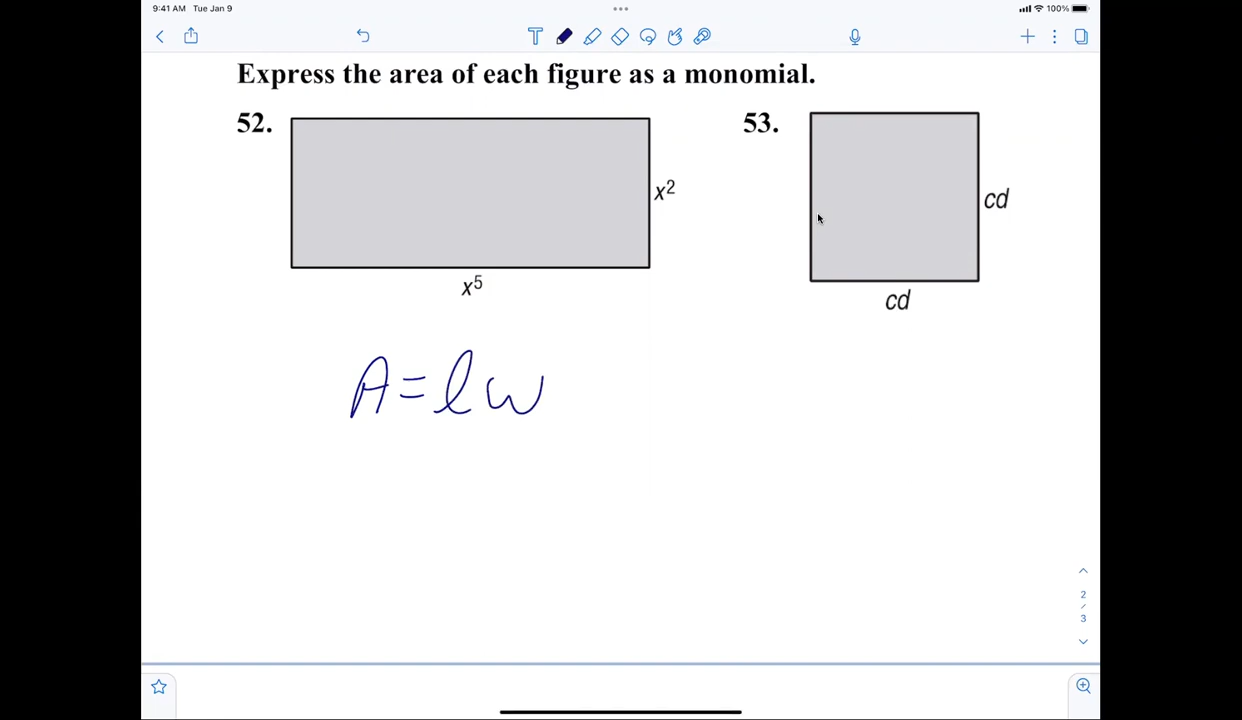 9:41 AM Tue Jan 9
100%
T
Express the area of each figure as a monomial.
52.
x²
x⁵
53.
cd
cd
A = lw
2
/
3